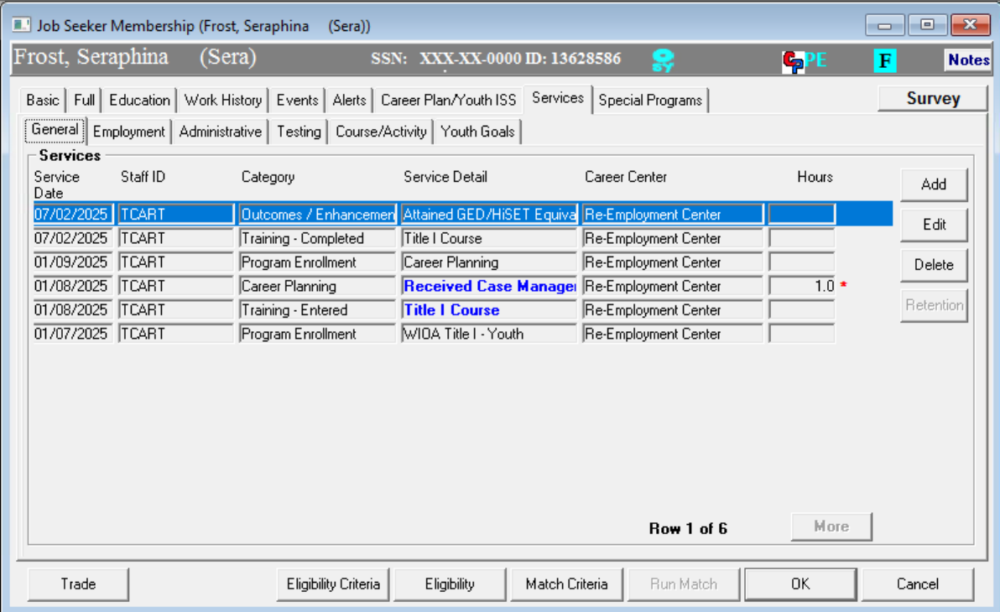 Job Seeker Membership (Frost, Seraphina (Sera))
Frost, Seraphina (Sera) SSN: XXX-XX-0000 ID: 13628586 O SY CP PE F Notes
Basic Full Education Work History Events Alerts Career Plan/Youth ISS Services Special Programs Survey
General Employment Administrative Testing Course/Activity Youth Goals
Services
Service Date Staff ID Category Service Detail Career Center Hours
Add
07/02/2025 TCART Outcomes / Enhancemen Attained GED/HiSET Equiva Re-Employment Center
Edit
07/02/2025 TCART Training - Completed Title I Course Re-Employment Center
01/09/2025 TCART Program Enrollment Career Planning Re-Employment Center
Delete
01/08/2025 TCART Career Planning Received Case Manager Re-Employment Center 1.0 *
01/08/2025 TCART Training - Entered Title I Course Re-Employment Center
Retention
01/07/2025 TCART Program Enrollment WIOA Title I - Youth Re-Employment Center
Row 1 of 6 More
Trade Eligibility Criteria Eligibility Match Criteria Run Match OK Cancel